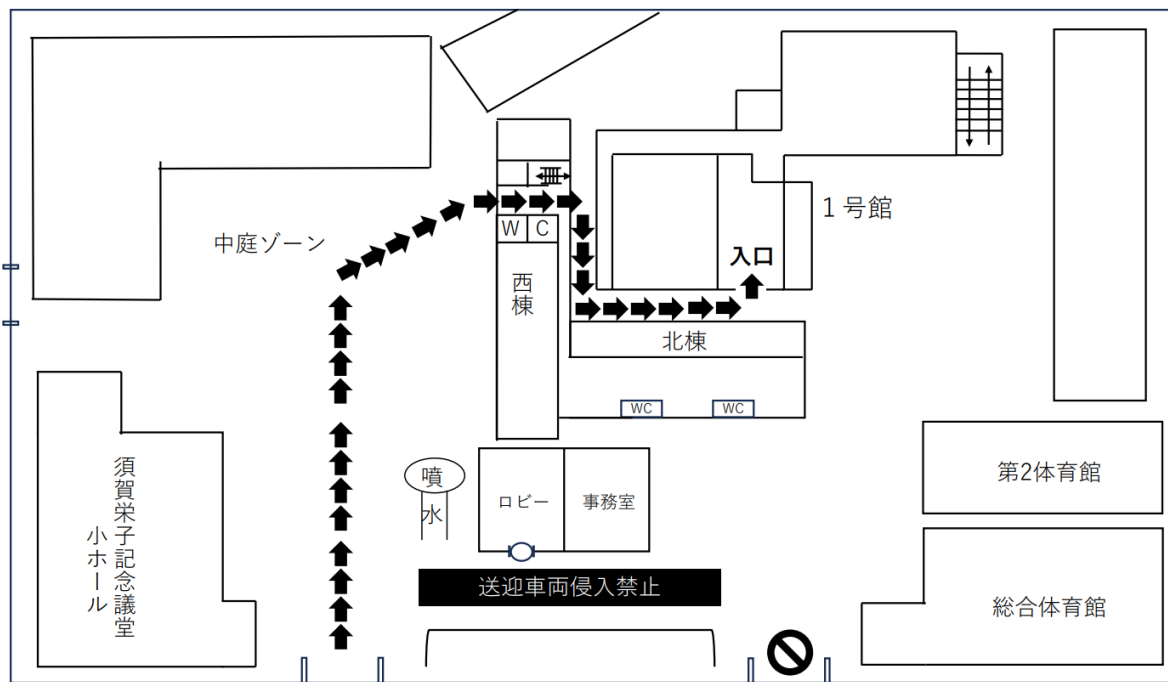 中庭ゾーン
W C
西棟
1号館
入口
北棟
WC
WC
須賀栄子記念議堂
小ホール
噴水
ロビー
事務室
送迎車両侵入禁止
第2体育館
総合体育館